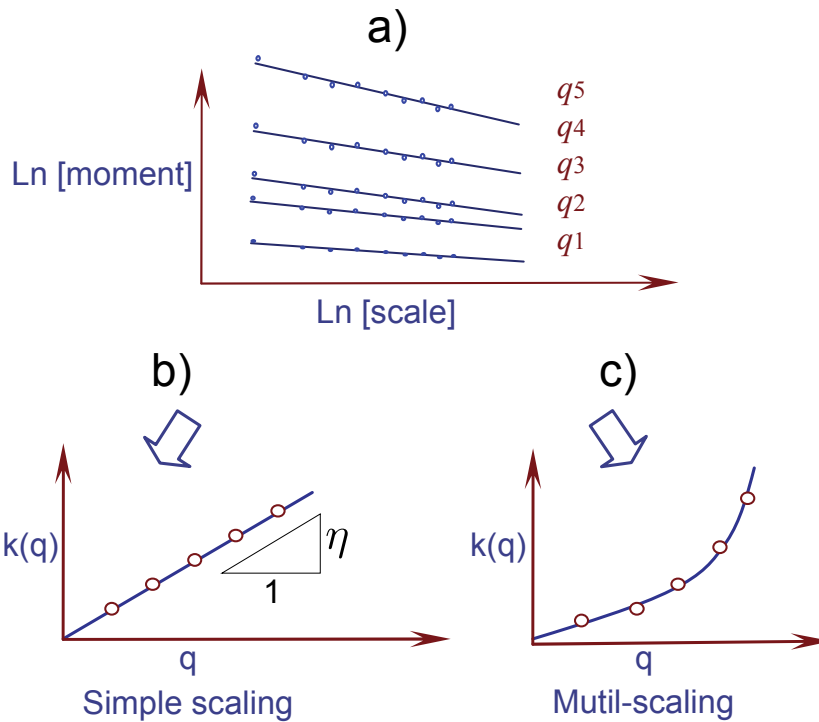 a)
q5
q4
q3
q2
q1
Ln [moment]
Ln [scale]
b)
k(q)
η
1
q
Simple scaling
c)
k(q)
q
Mutil-scaling